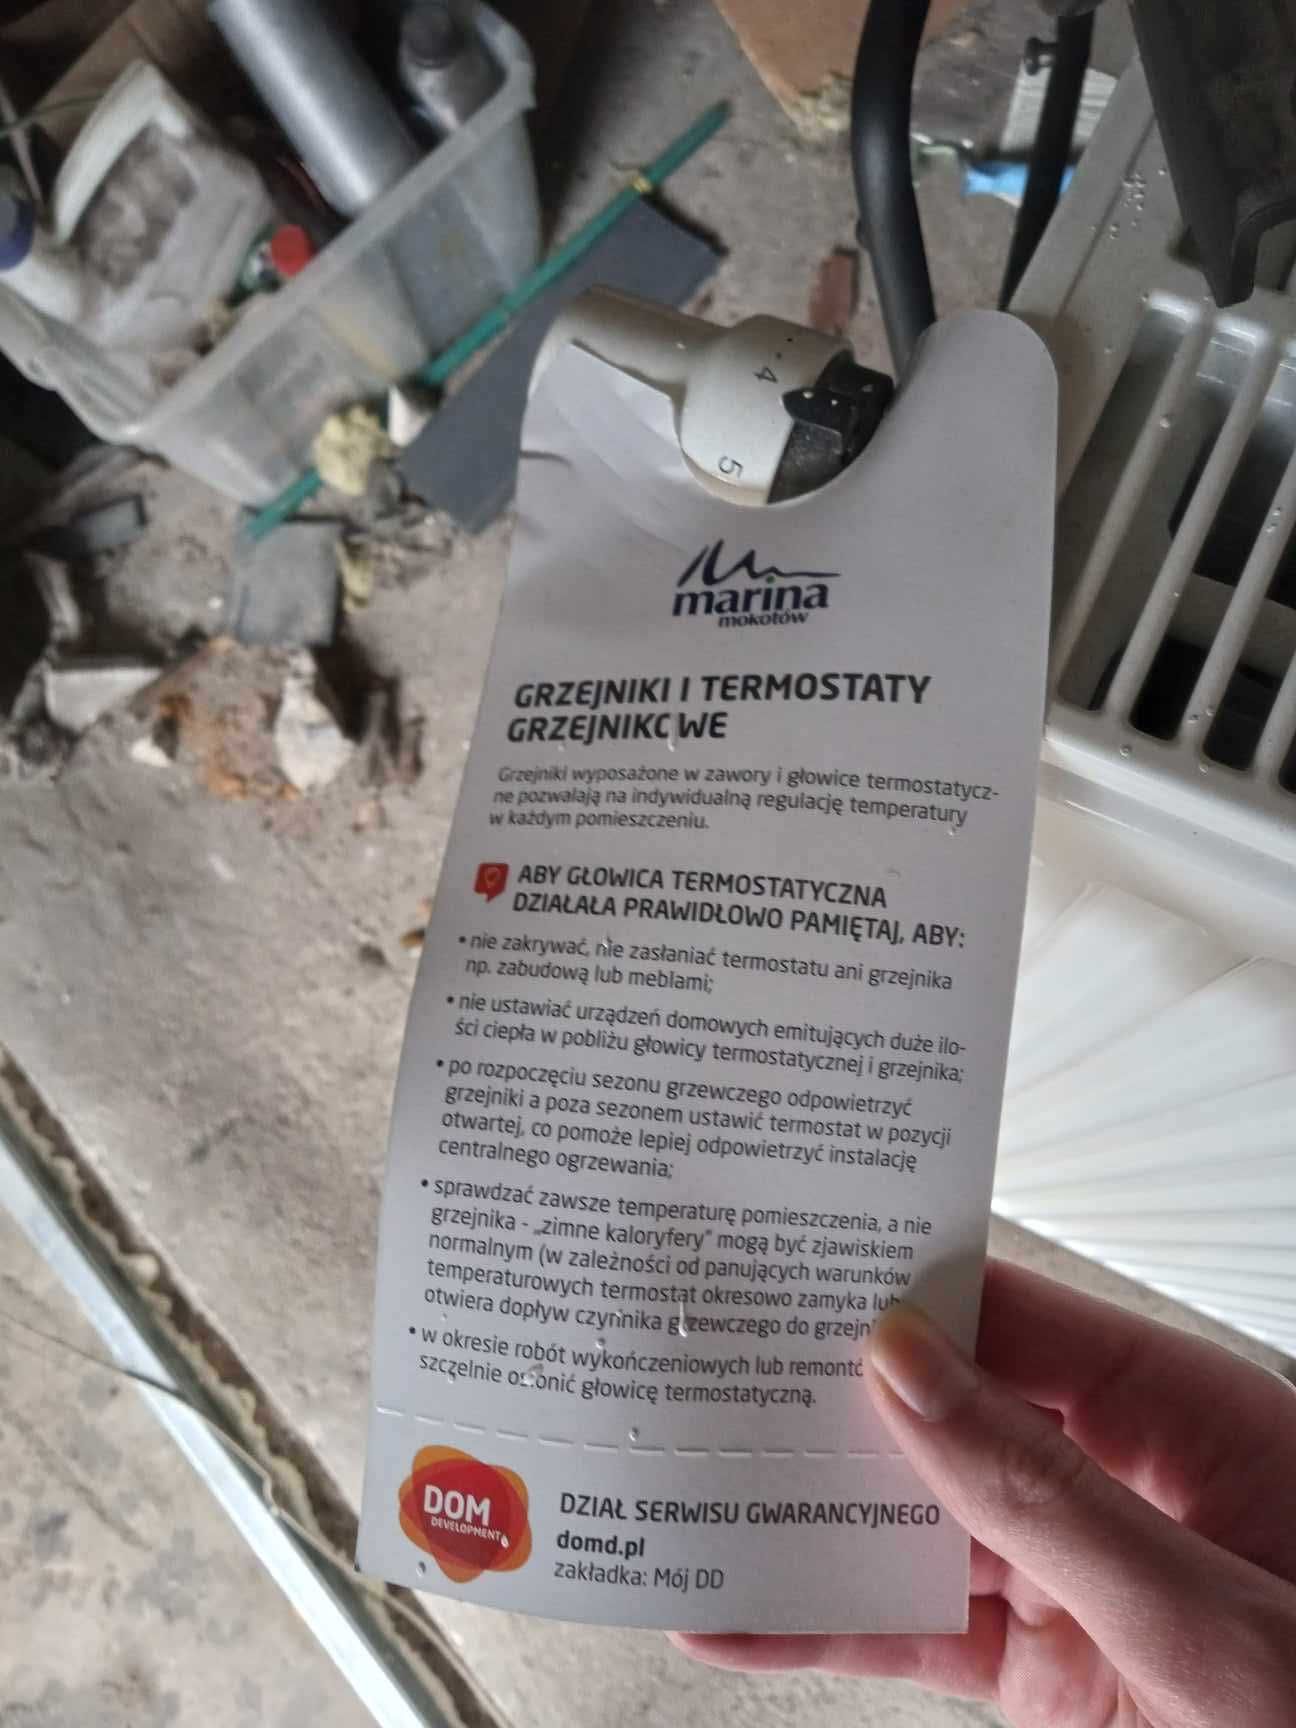 4
5
marina
mokotów
GRZEJNIKI I TERMOSTATY
GRZEJNIKOWE
Grzejniki wyposażone w zawory i głowice termostatycz-
ne pozwalają na indywidualną regulację temperatury
w każdym pomieszczeniu.
ABY GŁOWICA TERMOSTATYCZNA
DZIAŁAŁA PRAWIDŁOWO PAMIĘTAJ, ABY:
• nie zakrywać, nie zasłaniać termostatu ani grzejnika
np. zabudową lub meblami;
• nie ustawiać urządzeń domowych emitujących duże ilo-
ści ciepła w pobliżu głowicy termostatycznej i grzejnika;
• po rozpoczęciu sezonu grzewczego odpowietrzyć
grzejniki a poza sezonem ustawić termostat w pozycji
otwartej, co pomoże lepiej odpowietrzyć instalację
centralnego ogrzewania;
• sprawdzać zawsze temperaturę pomieszczenia, a nie
grzejnika - „zimne kaloryfery" mogą być zjawiskiem
normalnym (w zależności od panujących warunków
temperaturowych termostat okresowo zamyka lub
otwiera dopływ czynnika grzewczego do
• w okresie robót wykończeniowych lub
szczelnie osłonić głowicę termostatyczną.
DOM
DEVELOPMENT
DZIAŁ SERWISU GWARANCYJNEGO
domd.pl
zakładka: Mój DD